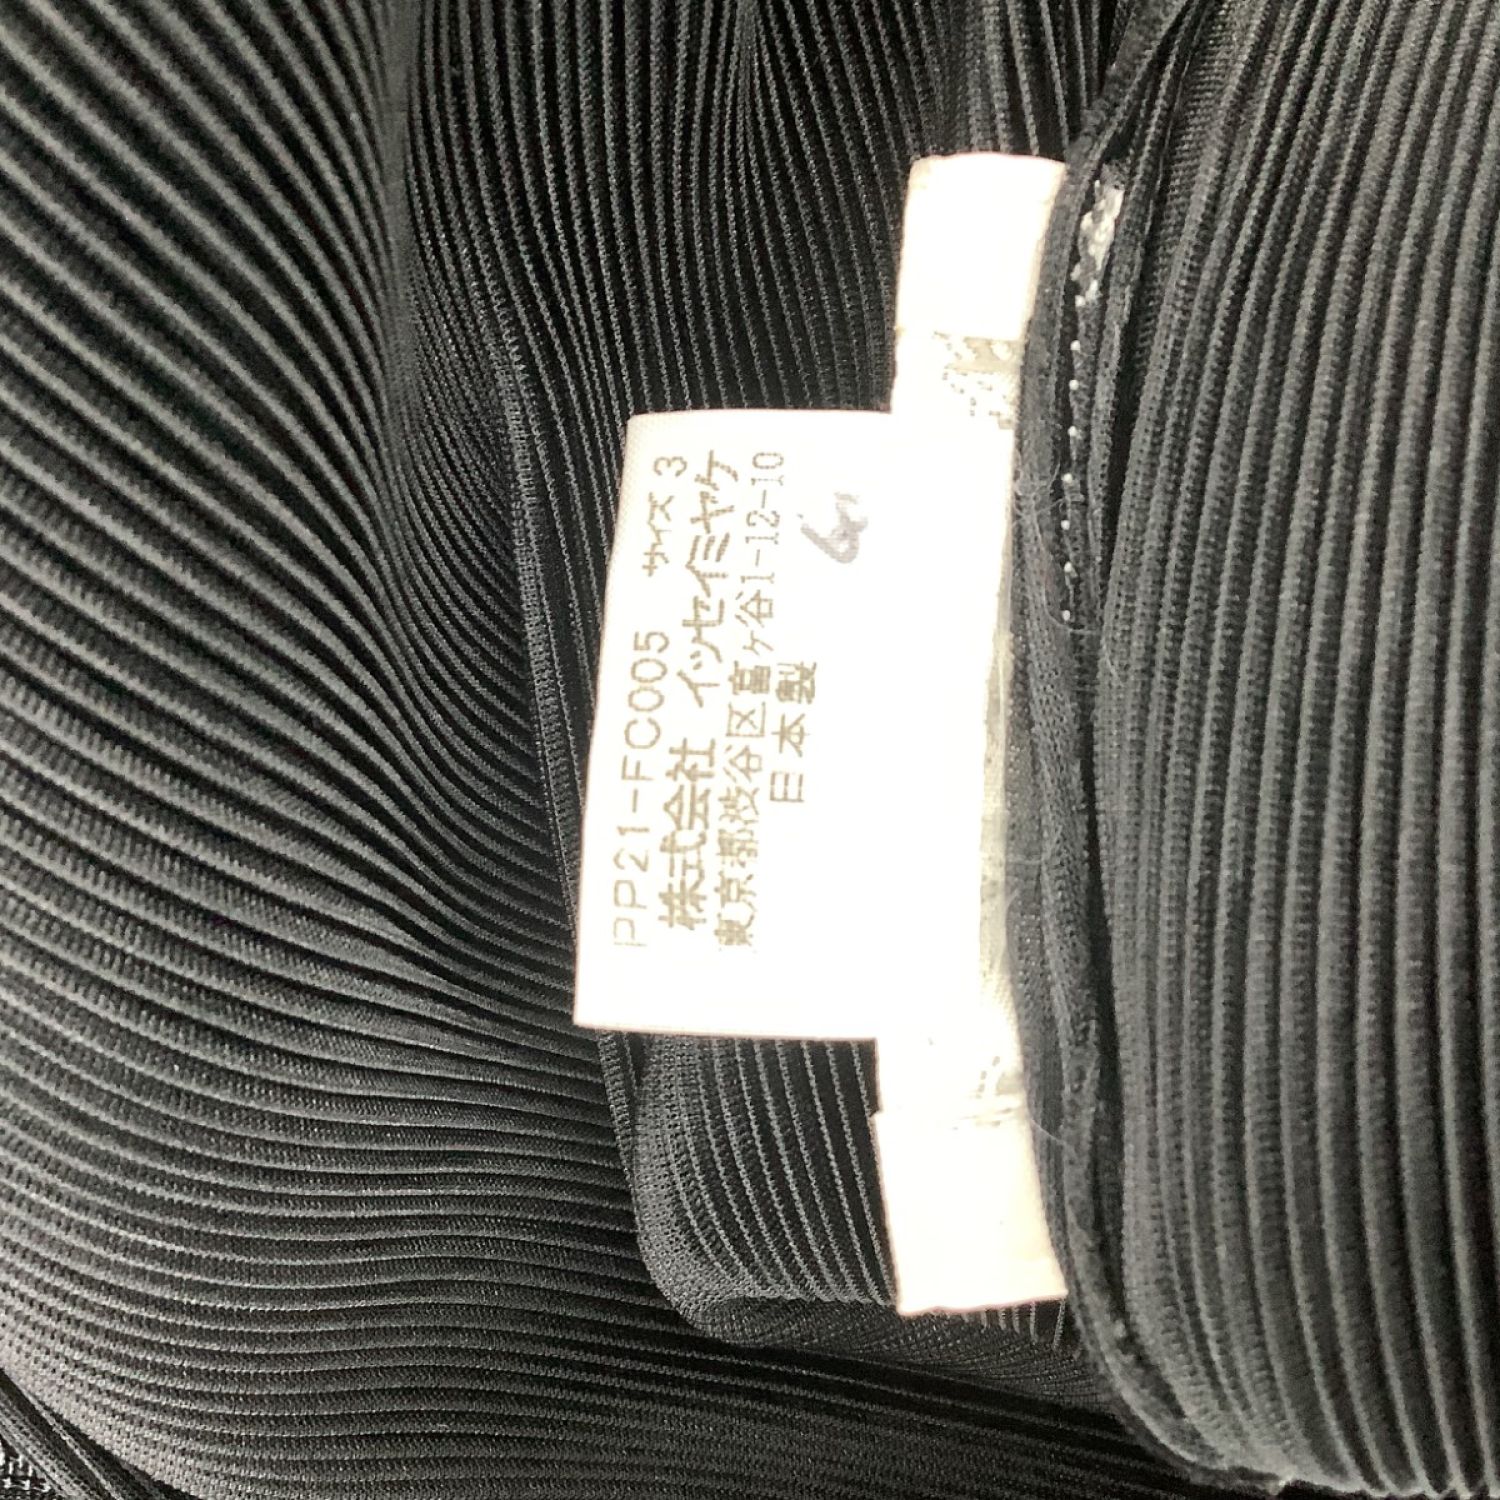 PP21-FC005 サイズ 3
株式会社 イッセイミヤケ
東京都渋谷区富ヶ谷1-12-10
日本製